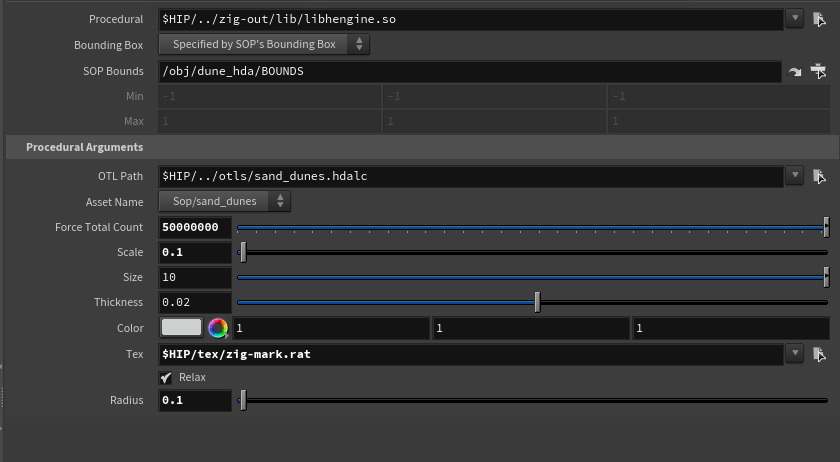 Procedural $HIP/../zig-out/lib/libhengine.so
Bounding Box Specified by SOP's Bounding Box
SOP Bounds /obj/dune_hda/BOUNDS
Min -1 -1 -1
Max 1 1 1
Procedural Arguments
OTL Path $HIP/../otls/sand_dunes.hdalc
Asset Name Sop/sand_dunes
Force Total Count 50000000
Scale 0.1
Size 10
Thickness 0.02
Color 1 1 1
Tex $HIP/tex/zig-mark.rat
Relax
Radius 0.1